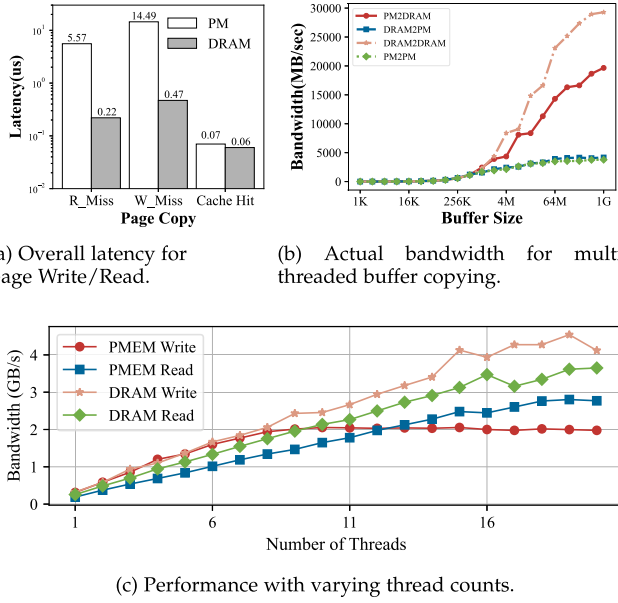 10^1
10^0
10^-1
10^-2
Latency(us)
PM
DRAM
5.57
0.22
14.49
0.47
0.07
0.06
R_Miss
W_Miss
Cache Hit
Page Copy
30000
25000
20000
15000
10000
5000
0
Bandwidth(MB/sec)
PM2DRAM
DRAM2PM
DRAM2DRAM
PM2PM
1K
16K
256K
4M
64M
1G
Buffer Size
a) Overall latency for
age Write/Read.
(b) Actual bandwidth for multi
threaded buffer copying.
4
3
2
1
0
Bandwidth (GB/s)
PMEM Write
PMEM Read
DRAM Write
DRAM Read
1
6
11
16
Number of Threads
(c) Performance with varying thread counts.